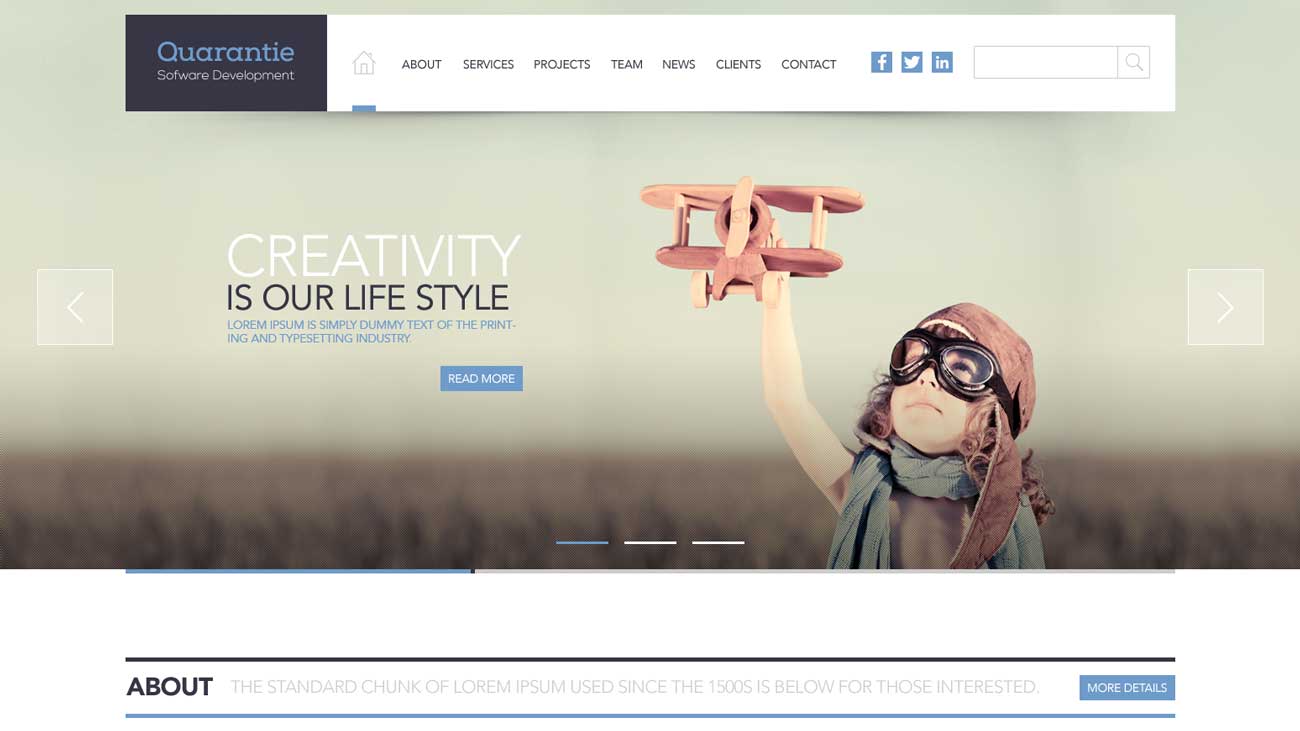 Quarantie
Sofware Development
ABOUT SERVICES PROJECTS TEAM NEWS CLIENTS CONTACT
CREATIVITY
IS OUR LIFE STYLE
LOREM IPSUM IS SIMPLY DUMMY TEXT OF THE PRINT-
ING AND TYPESETTING INDUSTRY.
READ MORE
ABOUT THE STANDARD CHUNK OF LOREM IPSUM USED SINCE THE 1500S IS BELOW FOR THOSE INTERESTED. MORE DETAILS